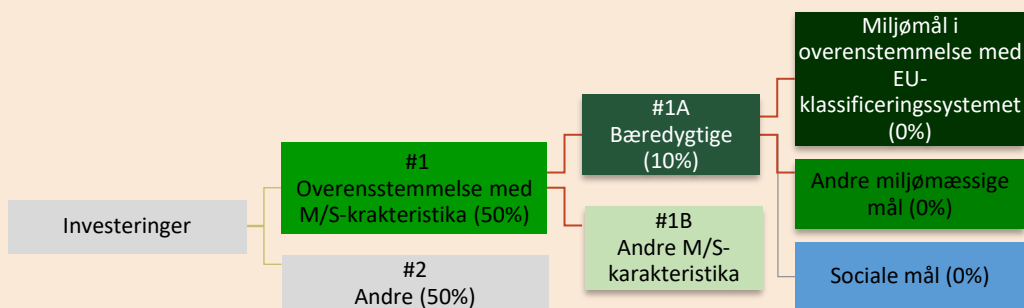 Investeringer
#1
Overensstemmelse med
M/S-krakteristika (50%)
#2
Andre (50%)
#1A
Bæredygtige
(10%)
#1B
Andre M/S-
karakteristika
Miljømål i
overenstemmelse med
EU-
klassificeringssystemet
(0%)
Andre miljømæssige
mål (0%)
Sociale mål (0%)